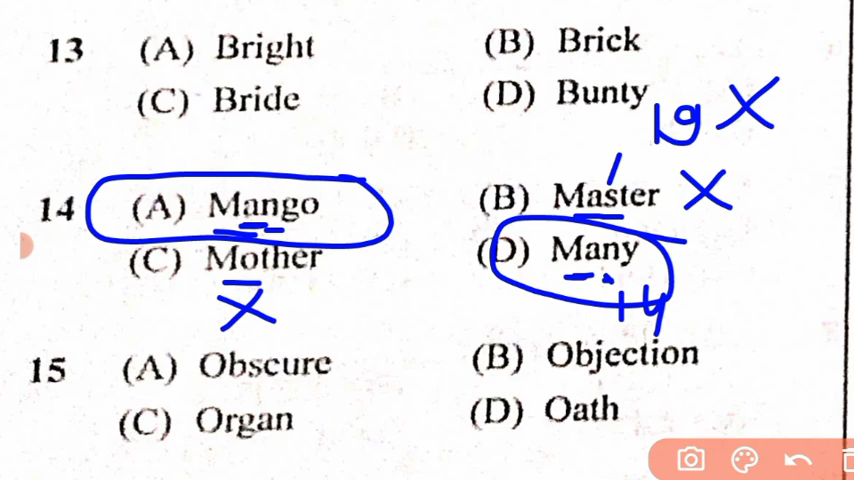 13 (A) Bright (B) Brick
(C) Bride (D) Bunty
14 (A) Mango (B) Master
(C) Mother (D) Many
15 (A) Obscure (B) Objection
(C) Organ (D) Oath